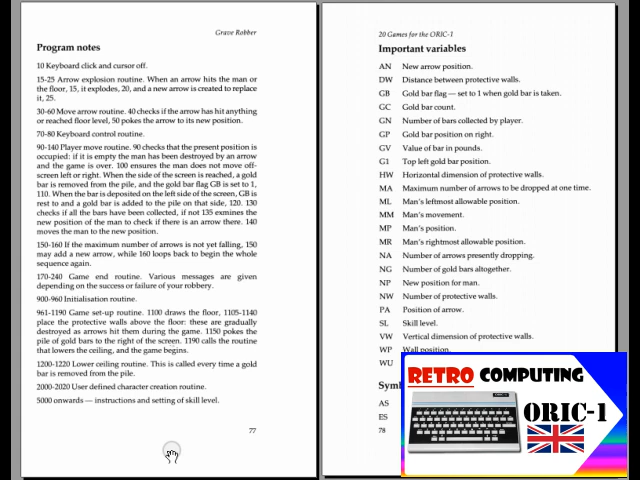 Grave Robber
Program notes
10 Keyboard click and cursor off.
15-25 Arrow explosion routine. When an arrow hits the man or
the floor, 15, it explodes, 20, and a new arrow is created to replace
it, 25.
30-60 Move arrow routine. 40 checks if the arrow has hit anything
or reached floor level, 50 pokes the arrow to its new position.
70-80 Keyboard control routine.
90-140 Player move routine. 90 checks that the present position is
occupied: if it is empty the man has been destroyed by an arrow
and the game is over. 100 ensures the man does not move off-
screen left or right. When the side of the screen is reached, a gold
bar is removed from the pile, and the gold bar flag GB is set to 1,
110. When the bar is deposited on the left side of the screen, GB is
rest to and a gold bar is added to the pile on that side, 120. 130
checks if all the bars have been collected, if not 135 exmines the
new position of the man to check if there is an arrow there. 140
moves the man to the new position.
150-160 If the maximum number of arrows is not yet falling, 150
may add a new arrow, while 160 loops back to begin the whole
sequence again.
170-240 Game end routine. Various messages are given
depending on the success or failure of your robbery.
900-960 Initialisation routine.
961-1190 Game set-up routine. 1100 draws the floor, 1105-1140
place the protective walls above the floor: these are gradually
destroyed as arrows hit them during the game. 1150 pokes the
pile of gold bars to the right of the screen. 1190 calls the routine
that lowers the ceiling, and the game begins.
1200-1220 Lower ceiling routine. This is called every time a gold
bar is removed from the pile.
2000-2020 User defined character creation routine.
5000 onwards — instructions and setting of skill level.
77
20 Games for the ORIC-1
Important variables
AN New arrow position.
DW Distance between protective walls.
GB Gold bar flag — set to 1 when gold bar is taken.
GC Gold bar count.
GN Number of bars collected by player.
GP Gold bar position on right.
GV Value of bar in pounds.
G1 Top left gold bar position.
HW Horizontal dimension of protective walls.
MA Maximum number of arrows to be dropped at one time.
ML Man's leftmost allowable position.
MM Man's movement.
MP Man's position.
MR Man's rightmost allowable position.
NA Number of arrows presently dropping.
NG Number of gold bars altogether.
NP New position for man.
NW Number of protective walls.
PA Position of arrow.
SL Skill level.
VW Vertical dimension of protective walls.
WP Wall position.
WU
Symb
AS
ES
78
RETRO COMPUTING
ORIC-1